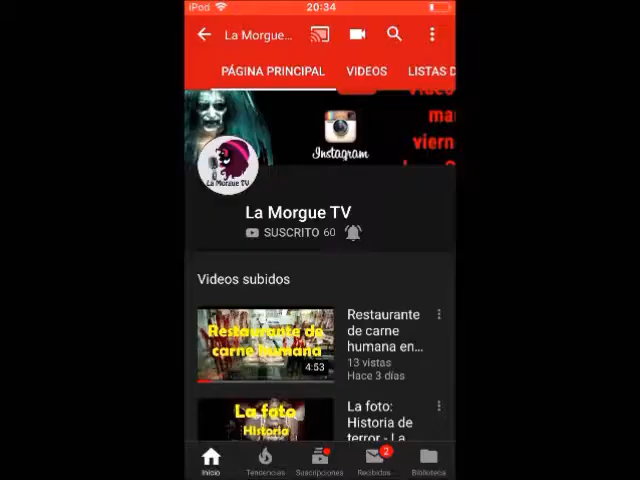 iPod 20:34
La Morgue...
PÁGINA PRINCIPAL VIDEOS LISTAS D
Instagram
viern
La Morgue TV
La Morgue TV
SUSCRITO 60
Videos subidos
Restaurante de
carne humana
4:53
Restaurante
de carne
humana en...
13 vistas
Hace 3 días
La foto
Historia
La foto:
Historia de
terror - La
Inicio Tendencias Suscripciones Recibidos Biblioteca
2